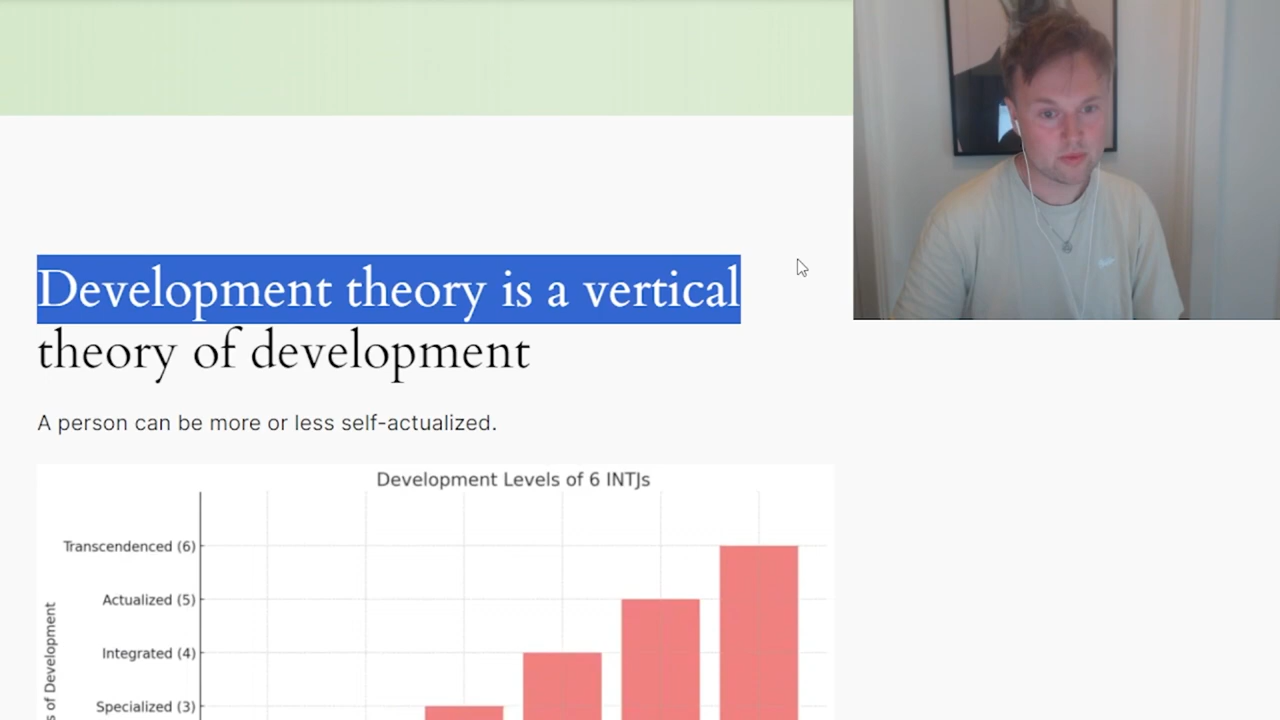 Development theory is a vertical
theory of development
A person can be more or less self-actualized.
Development Levels of 6 INTJs
Transcendenced (6)
Actualized (5)
Integrated (4)
Specialized (3)
of Development